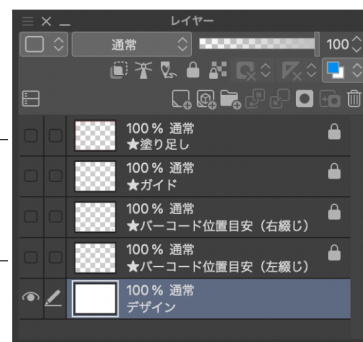 レイヤー
通常 100
100 % 通常
★塗り足し
100 % 通常
★ガイド
100 % 通常
★バーコード位置目安（右綴じ）
100 % 通常
★バーコード位置目安（左綴じ）
100 % 通常
デザイン